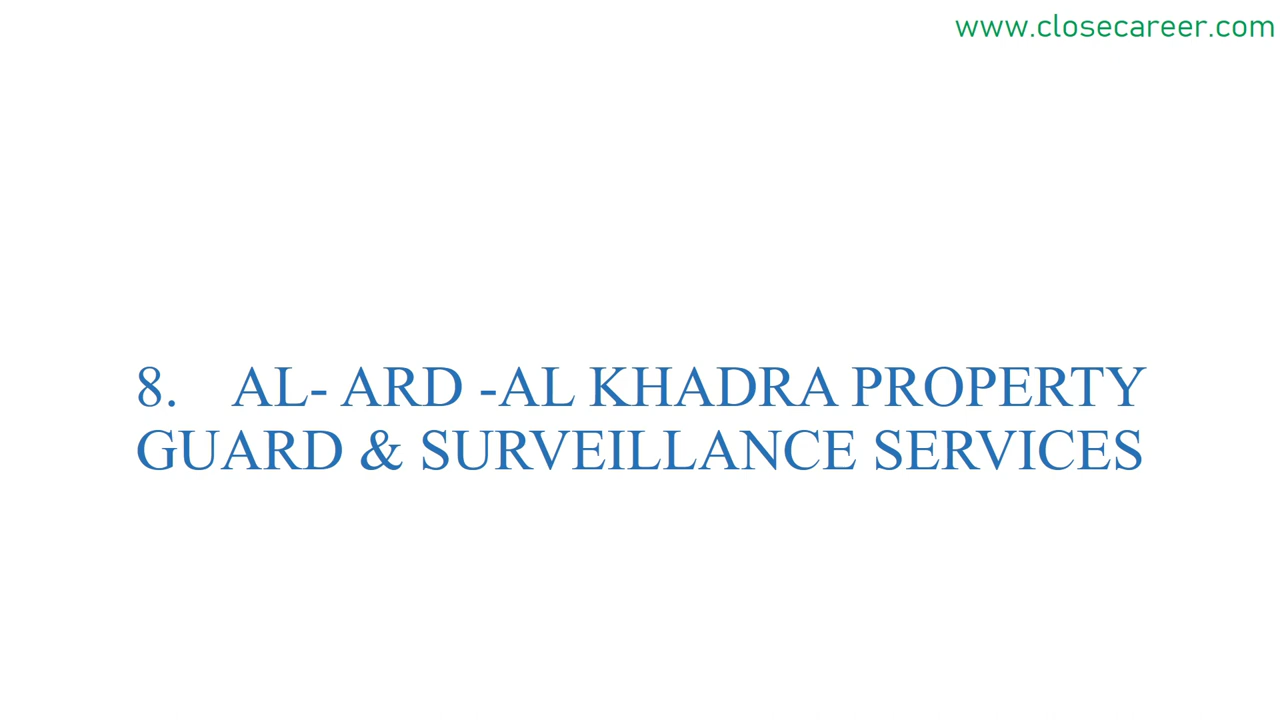 www.closecareer.com
8. AL- ARD -AL KHADRA PROPERTY
GUARD & SURVEILLANCE SERVICES